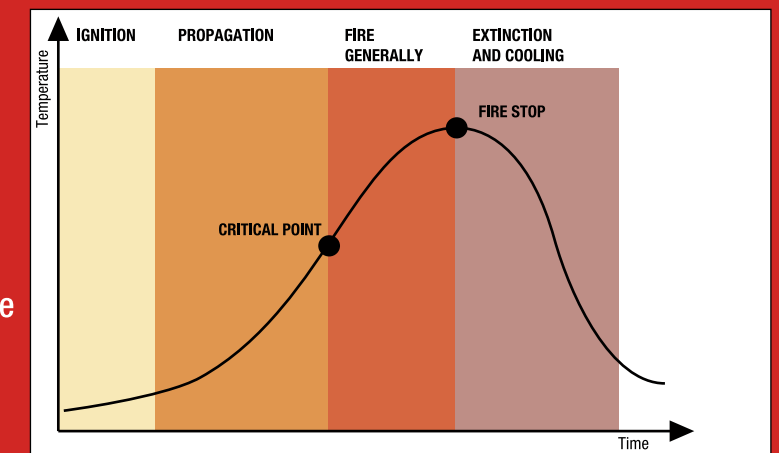 IGNITION
PROPAGATION
FIRE
GENERALLY
EXTINCTION
AND COOLING
Temperature
FIRE STOP
CRITICAL POINT
e
Time